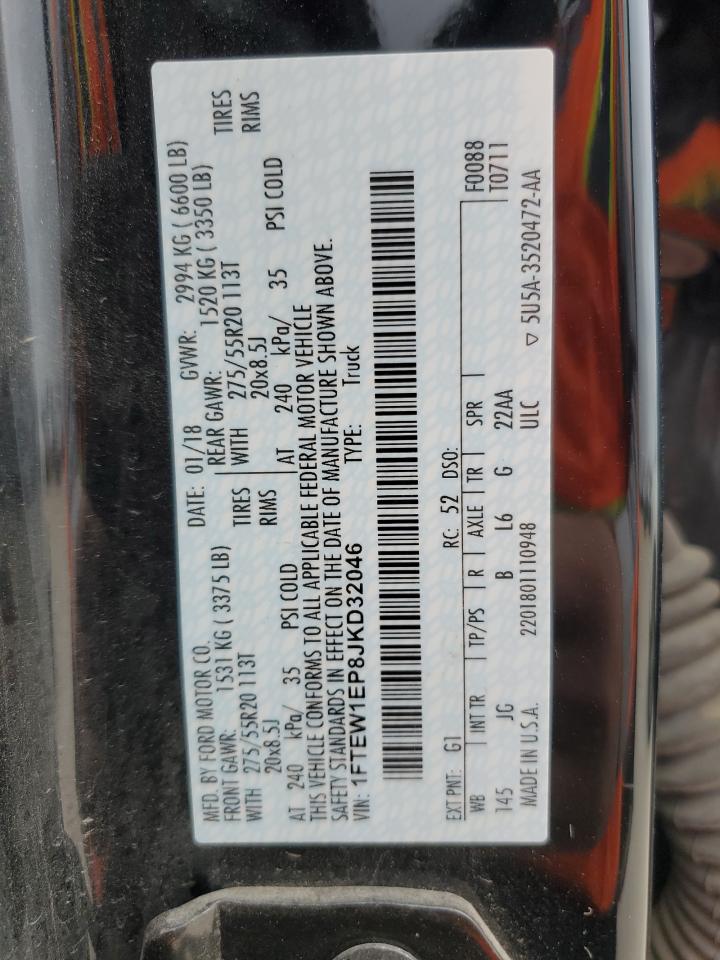 MFD. BY FORD MOTOR CO.
DATE: 01/18 GVWR: 2994 KG ( 6600 LB)
FRONT GAWR: 1531 KG ( 3375 LB)
REAR GAWR: 1520 KG ( 3350 LB)
WITH 275/55R20 113T TIRES
WITH 275/55R20 113T TIRES
20x8.5J RIMS
20x8.5J RIMS
AT 240 kPa/ 35 PSI COLD
AT 240 kPa/ 35 PSI COLD
THIS VEHICLE CONFORMS TO ALL APPLICABLE FEDERAL MOTOR VEHICLE
SAFETY STANDARDS IN EFFECT ON THE DATE OF MANUFACTURE SHOWN ABOVE.
VIN: 1FTEW1EP8JKD32046 TYPE: Truck
EXT PNT: G1 RC: 52 DSO: F0088
WB INT TR TP/PS R AXLE TR SPR T0711
145 JG B L6 G 22AA
MADE IN U.S.A. 2201801110948 ULC ▽ 5U5A-3520472-AA